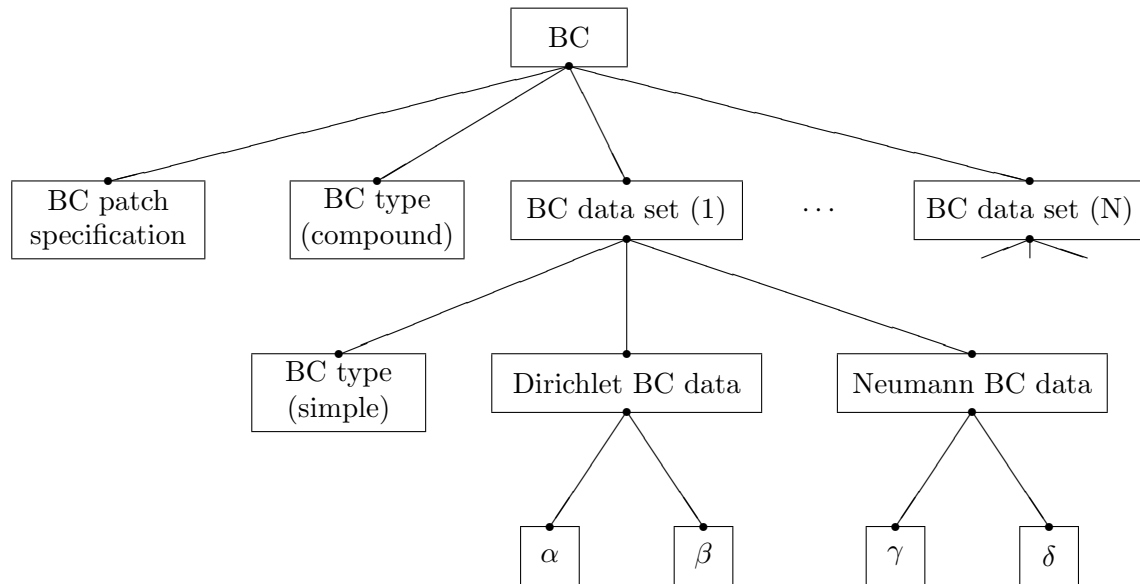 BC
BC patch
specification
BC type
(compound)
BC data set (1)
···
BC data set (N)
BC type
(simple)
Dirichlet BC data
Neumann BC data
α
β
γ
δ